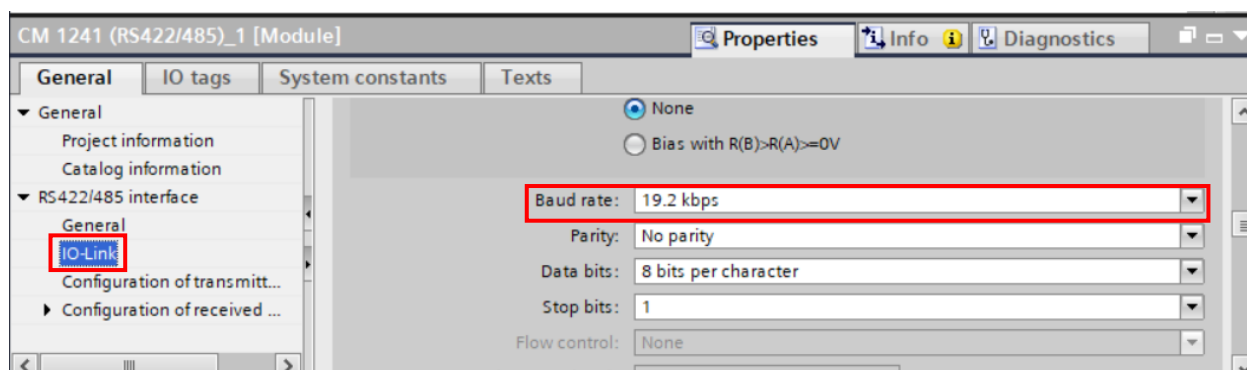 CM 1241 (RS422/485)_1 [Module]
Properties
Info
Diagnostics
General
IO tags
System constants
Texts
General
Project information
Catalog information
RS422/485 interface
General
IO-Link
Configuration of transmitt...
Configuration of received ...
None
Bias with R(B)>R(A)>=0V
Baud rate: 19.2 kbps
Parity: No parity
Data bits: 8 bits per character
Stop bits: 1
Flow control: None